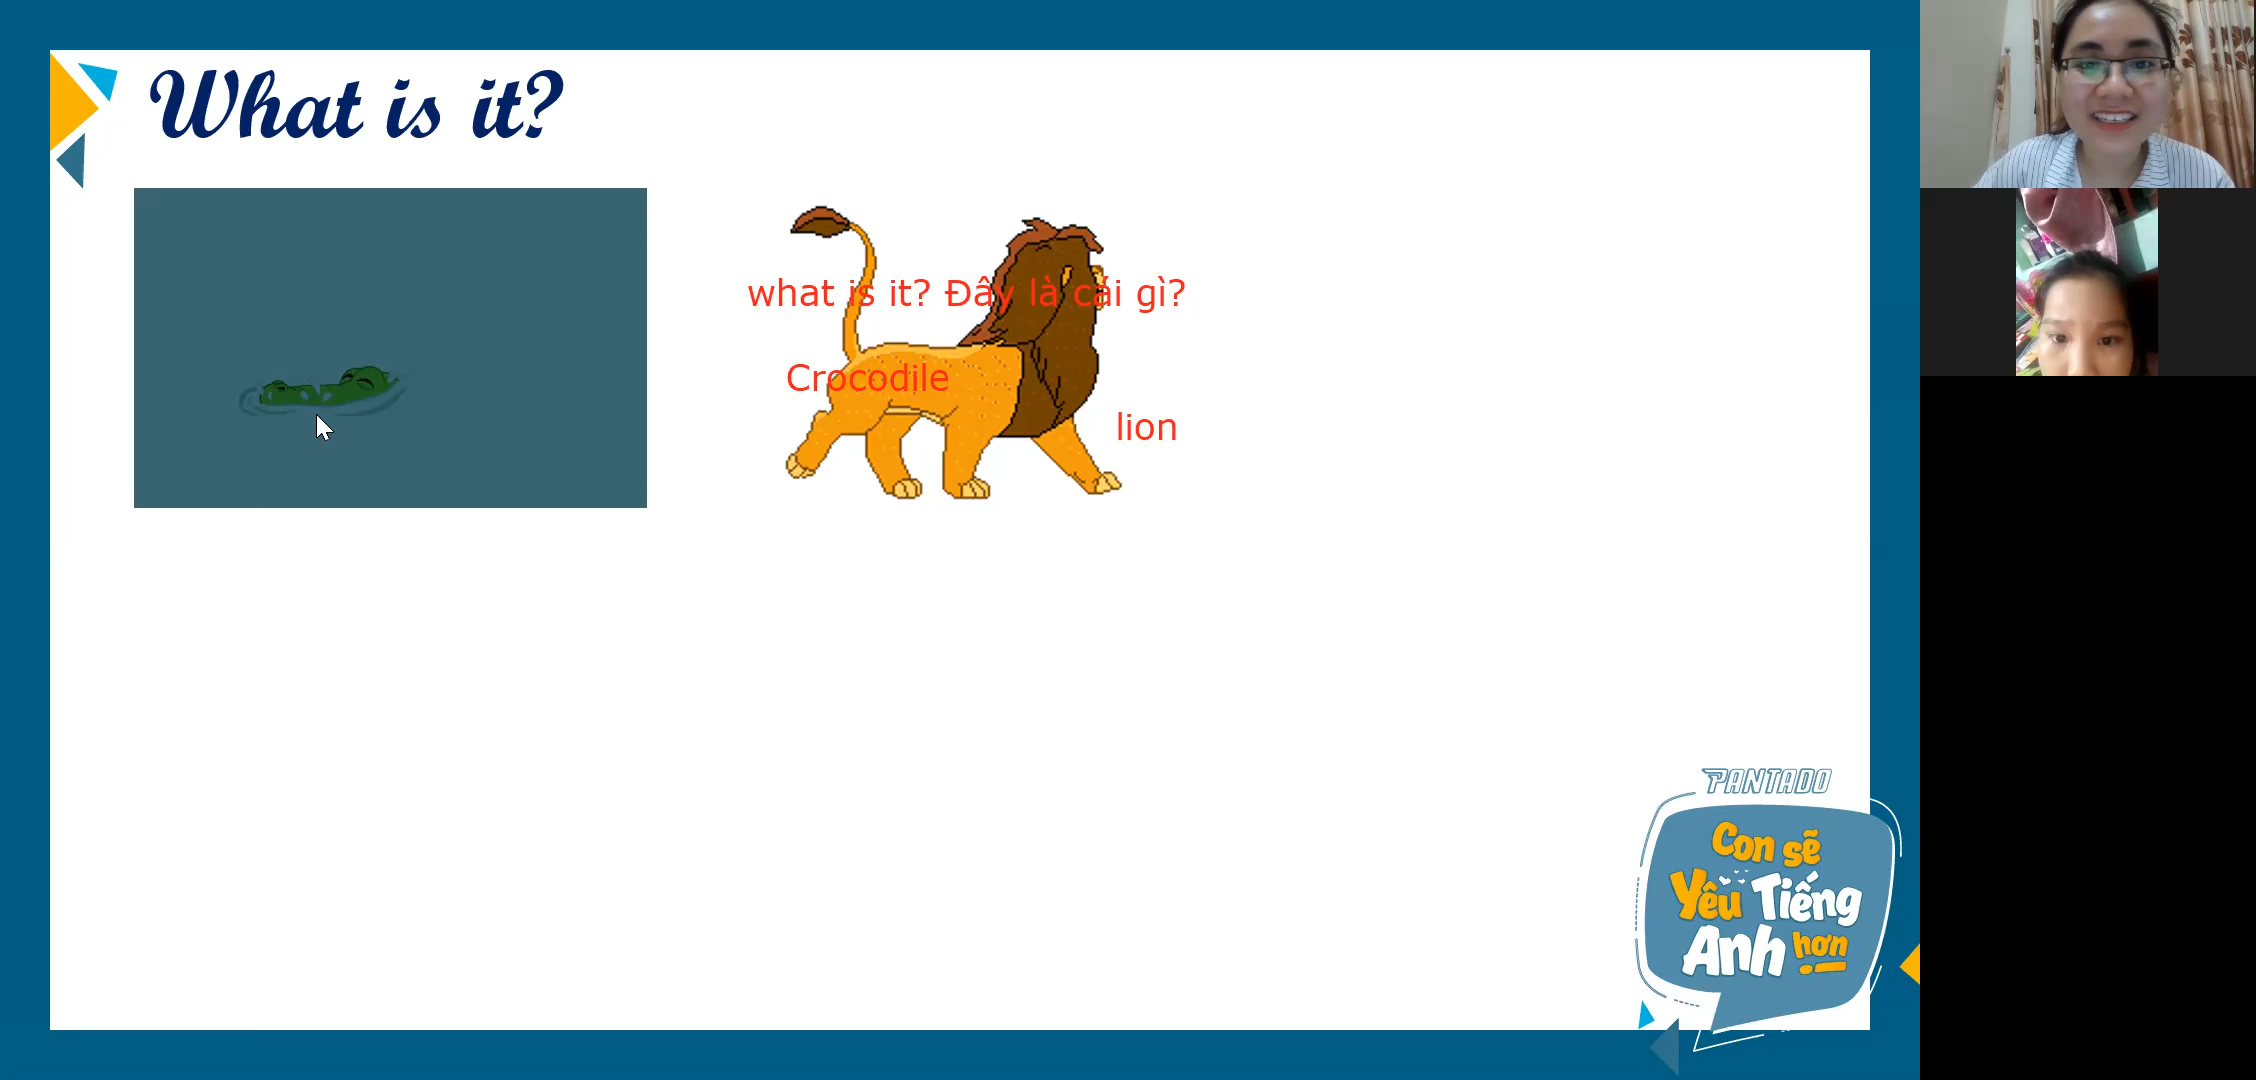 What is it?
what is it? Đây là cái gì?
Crocodile
lion
PANTADO
Con sẽ
Yêu Tiếng
Anh hơn